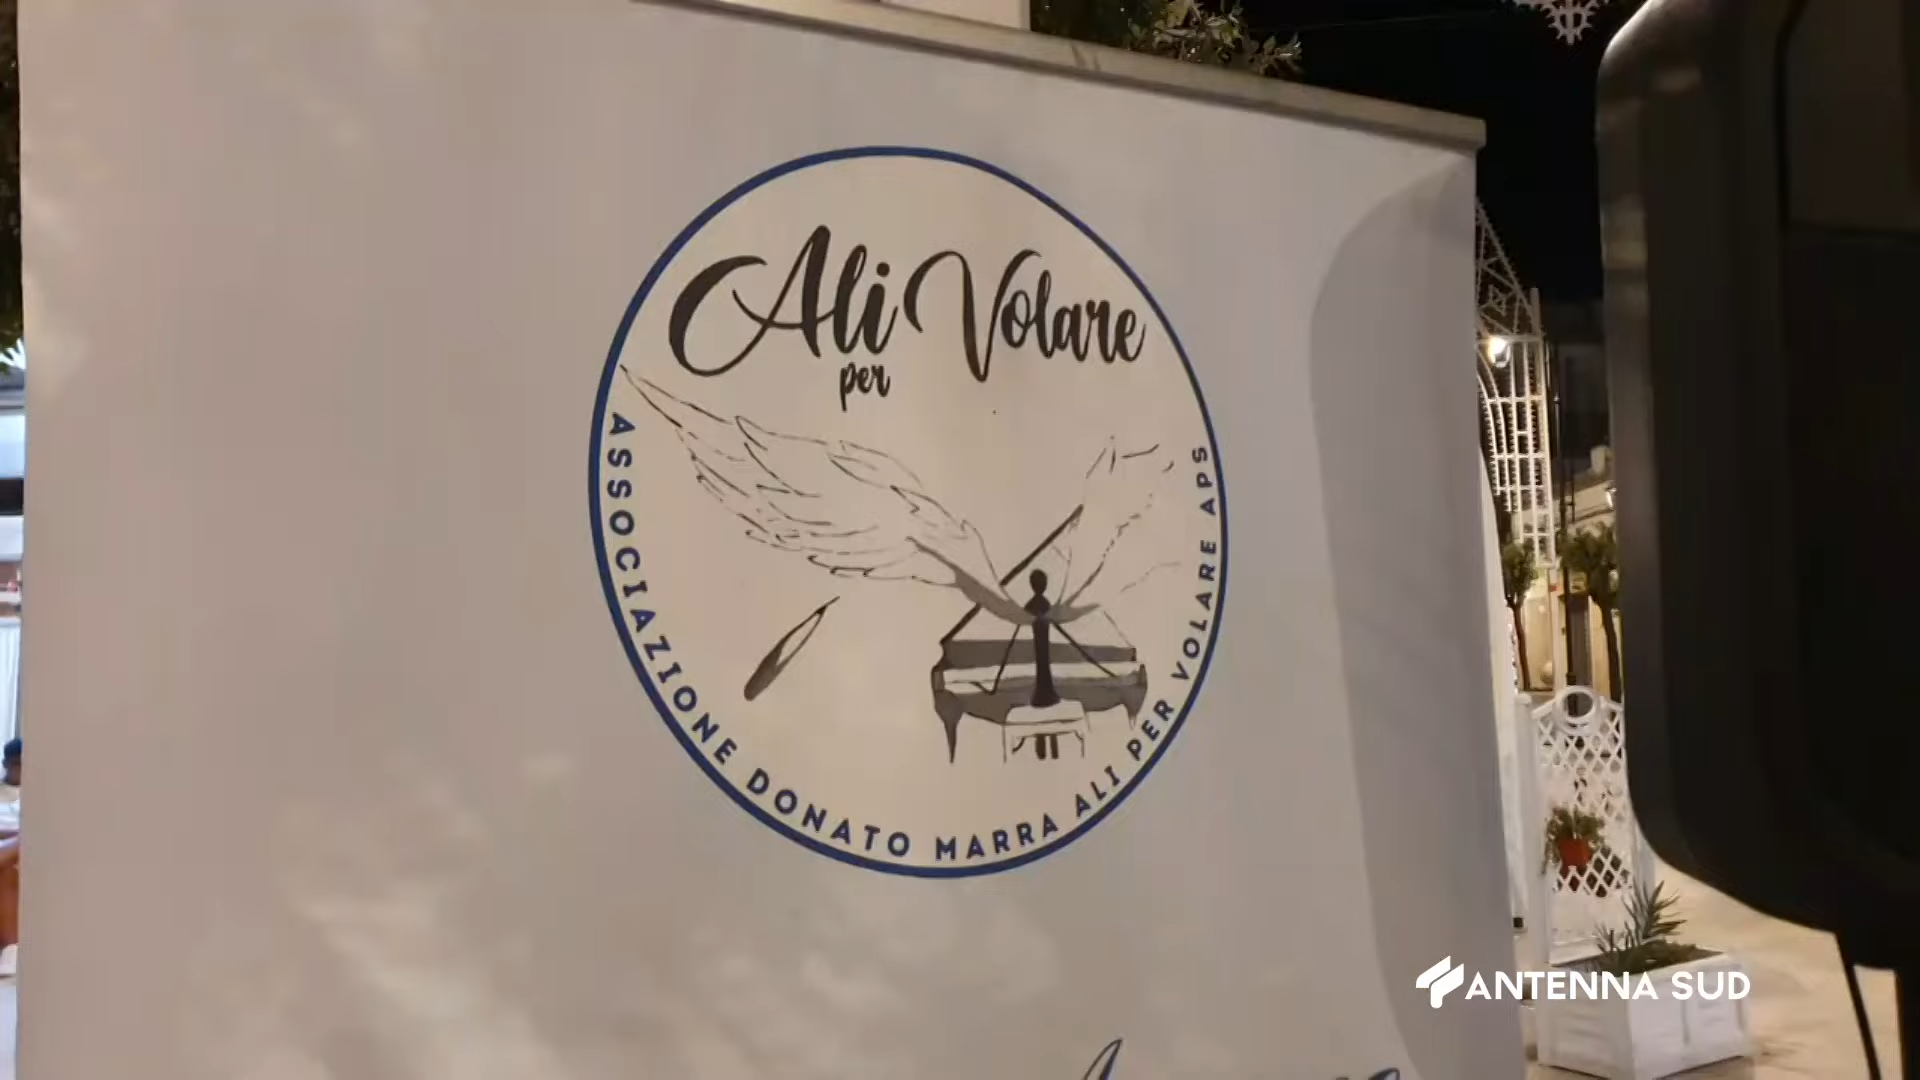 Ali Volare
per
ASSOCIAZIONE DONATO MARRA ALI PER VOLARE APS
ANTENNA SUD